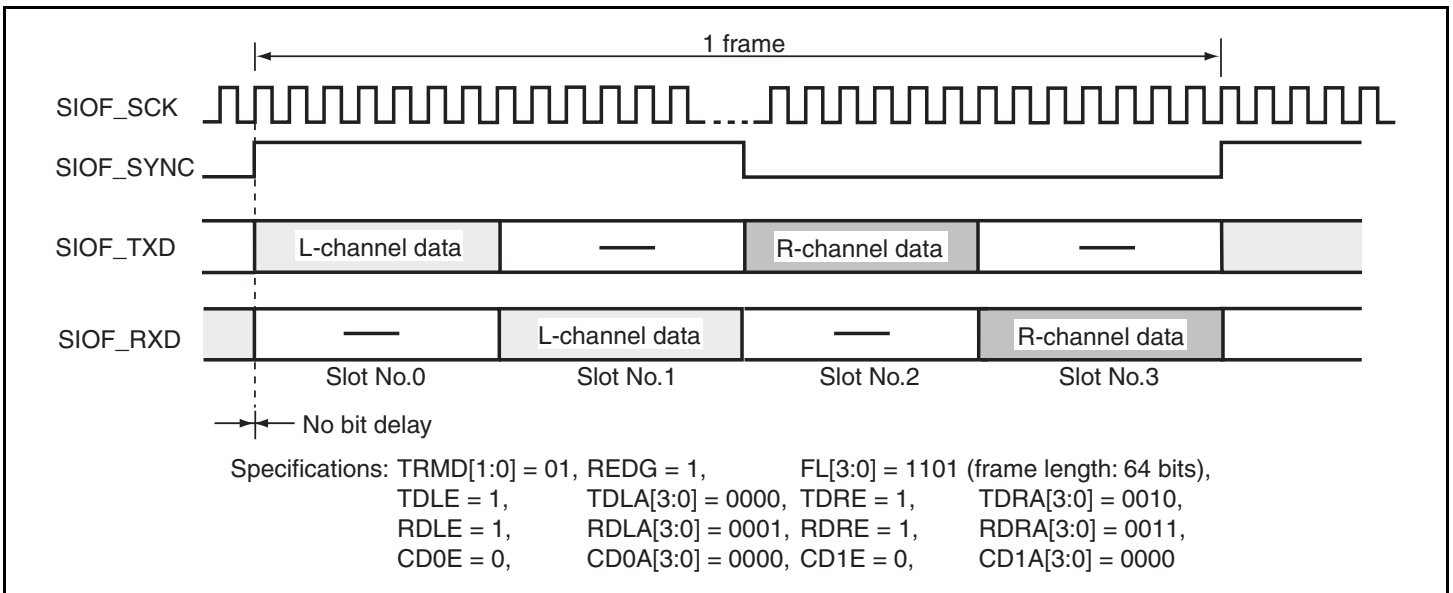 1 frame
SIOF_SCK
SIOF_SYNC
SIOF_TXD L-channel data — R-channel data —
SIOF_RXD — L-channel data — R-channel data
Slot No.0 Slot No.1 Slot No.2 Slot No.3
No bit delay
Specifications: TRMD[1:0] = 01, REDG = 1, FL[3:0] = 1101 (frame length: 64 bits),
TDLE = 1, TDLA[3:0] = 0000, TDRE = 1, TDRA[3:0] = 0010,
RDLE = 1, RDLA[3:0] = 0001, RDRE = 1, RDRA[3:0] = 0011,
CD0E = 0, CD0A[3:0] = 0000, CD1E = 0, CD1A[3:0] = 0000